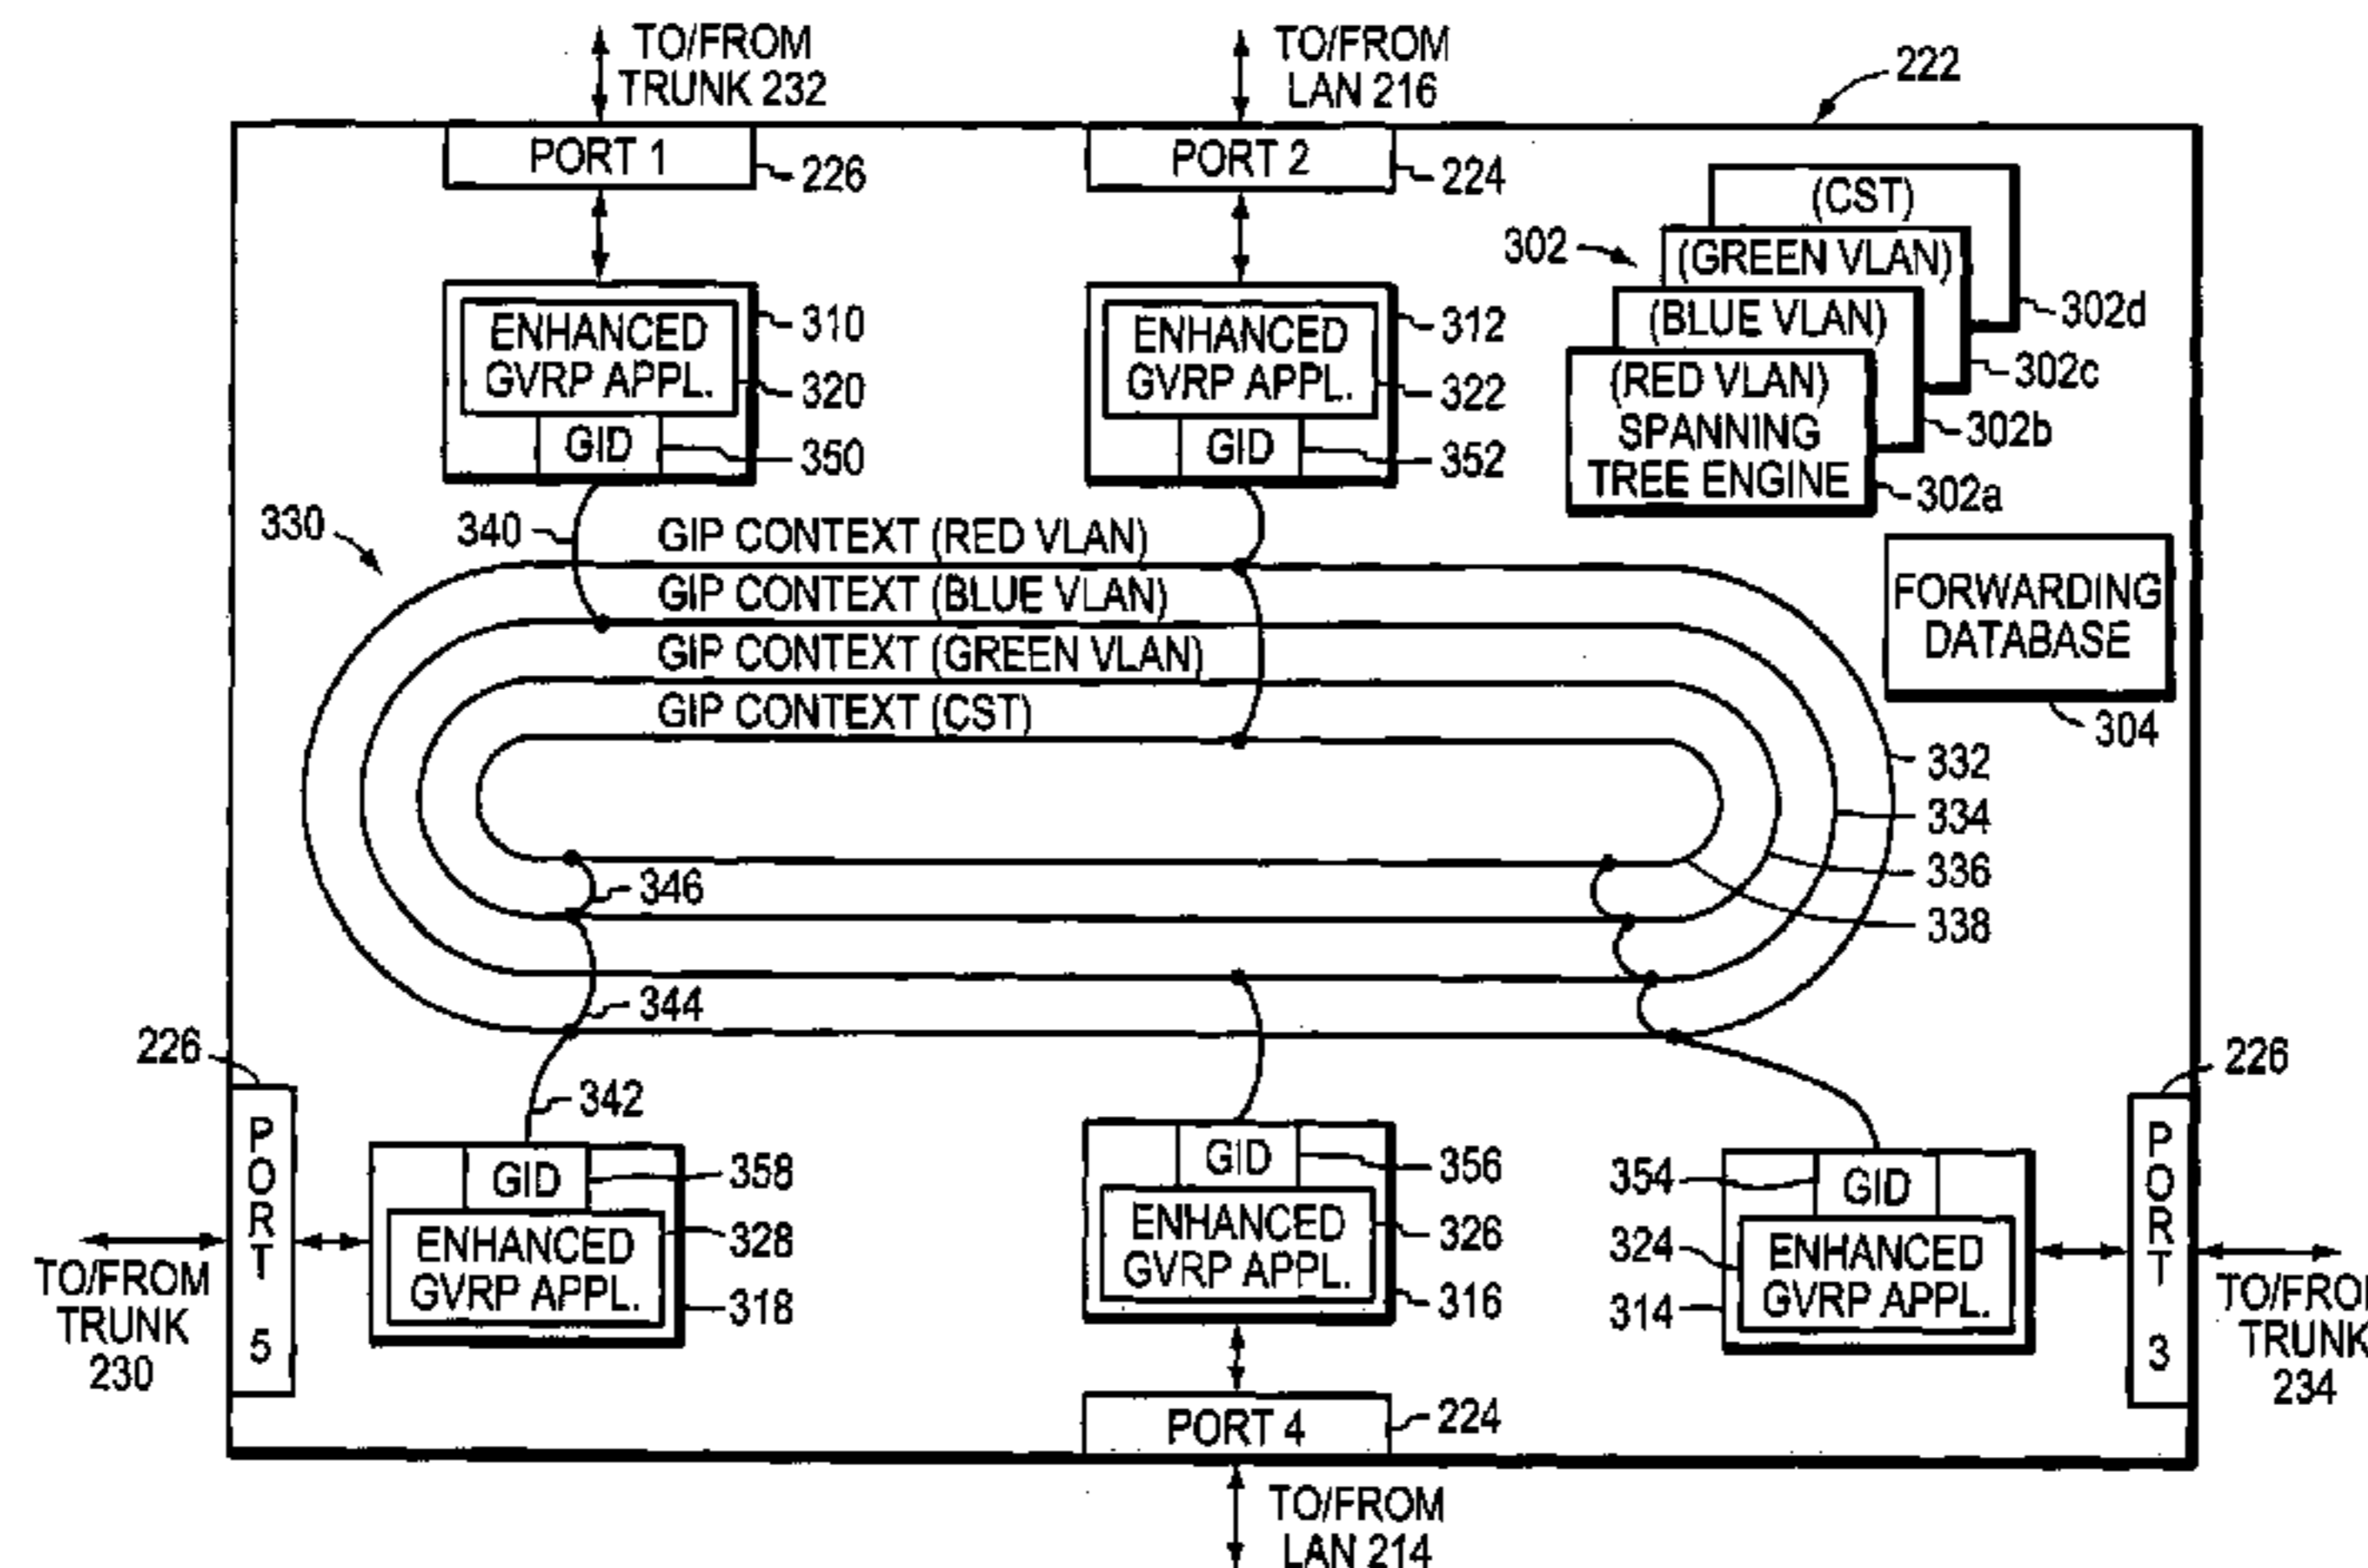 TO/FROM
TRUNK 232
TO/FROM
LAN 216
222
PORT 1
226
PORT 2
224
(CST)
302
(GREEN VLAN)
(BLUE VLAN)
302d
(RED VLAN)
SPANNING
TREE ENGINE
302c
302b
302a
ENHANCED
GVRP APPL.
310
320
GID
350
ENHANCED
GVRP APPL.
312
322
GID
352
330
340
GIP CONTEXT (RED VLAN)
GIP CONTEXT (BLUE VLAN)
GIP CONTEXT (GREEN VLAN)
GIP CONTEXT (CST)
FORWARDING
DATABASE
304
332
334
336
338
346
344
342
226
PORT 5
TO/FROM
TRUNK
230
GID
358
ENHANCED
GVRP APPL.
328
318
GID
356
ENHANCED
GVRP APPL.
326
316
354
GID
324
ENHANCED
GVRP APPL.
314
226
PORT 3
TO/FRO
TRUNK
234
PORT 4
224
TO/FROM
LAN 214